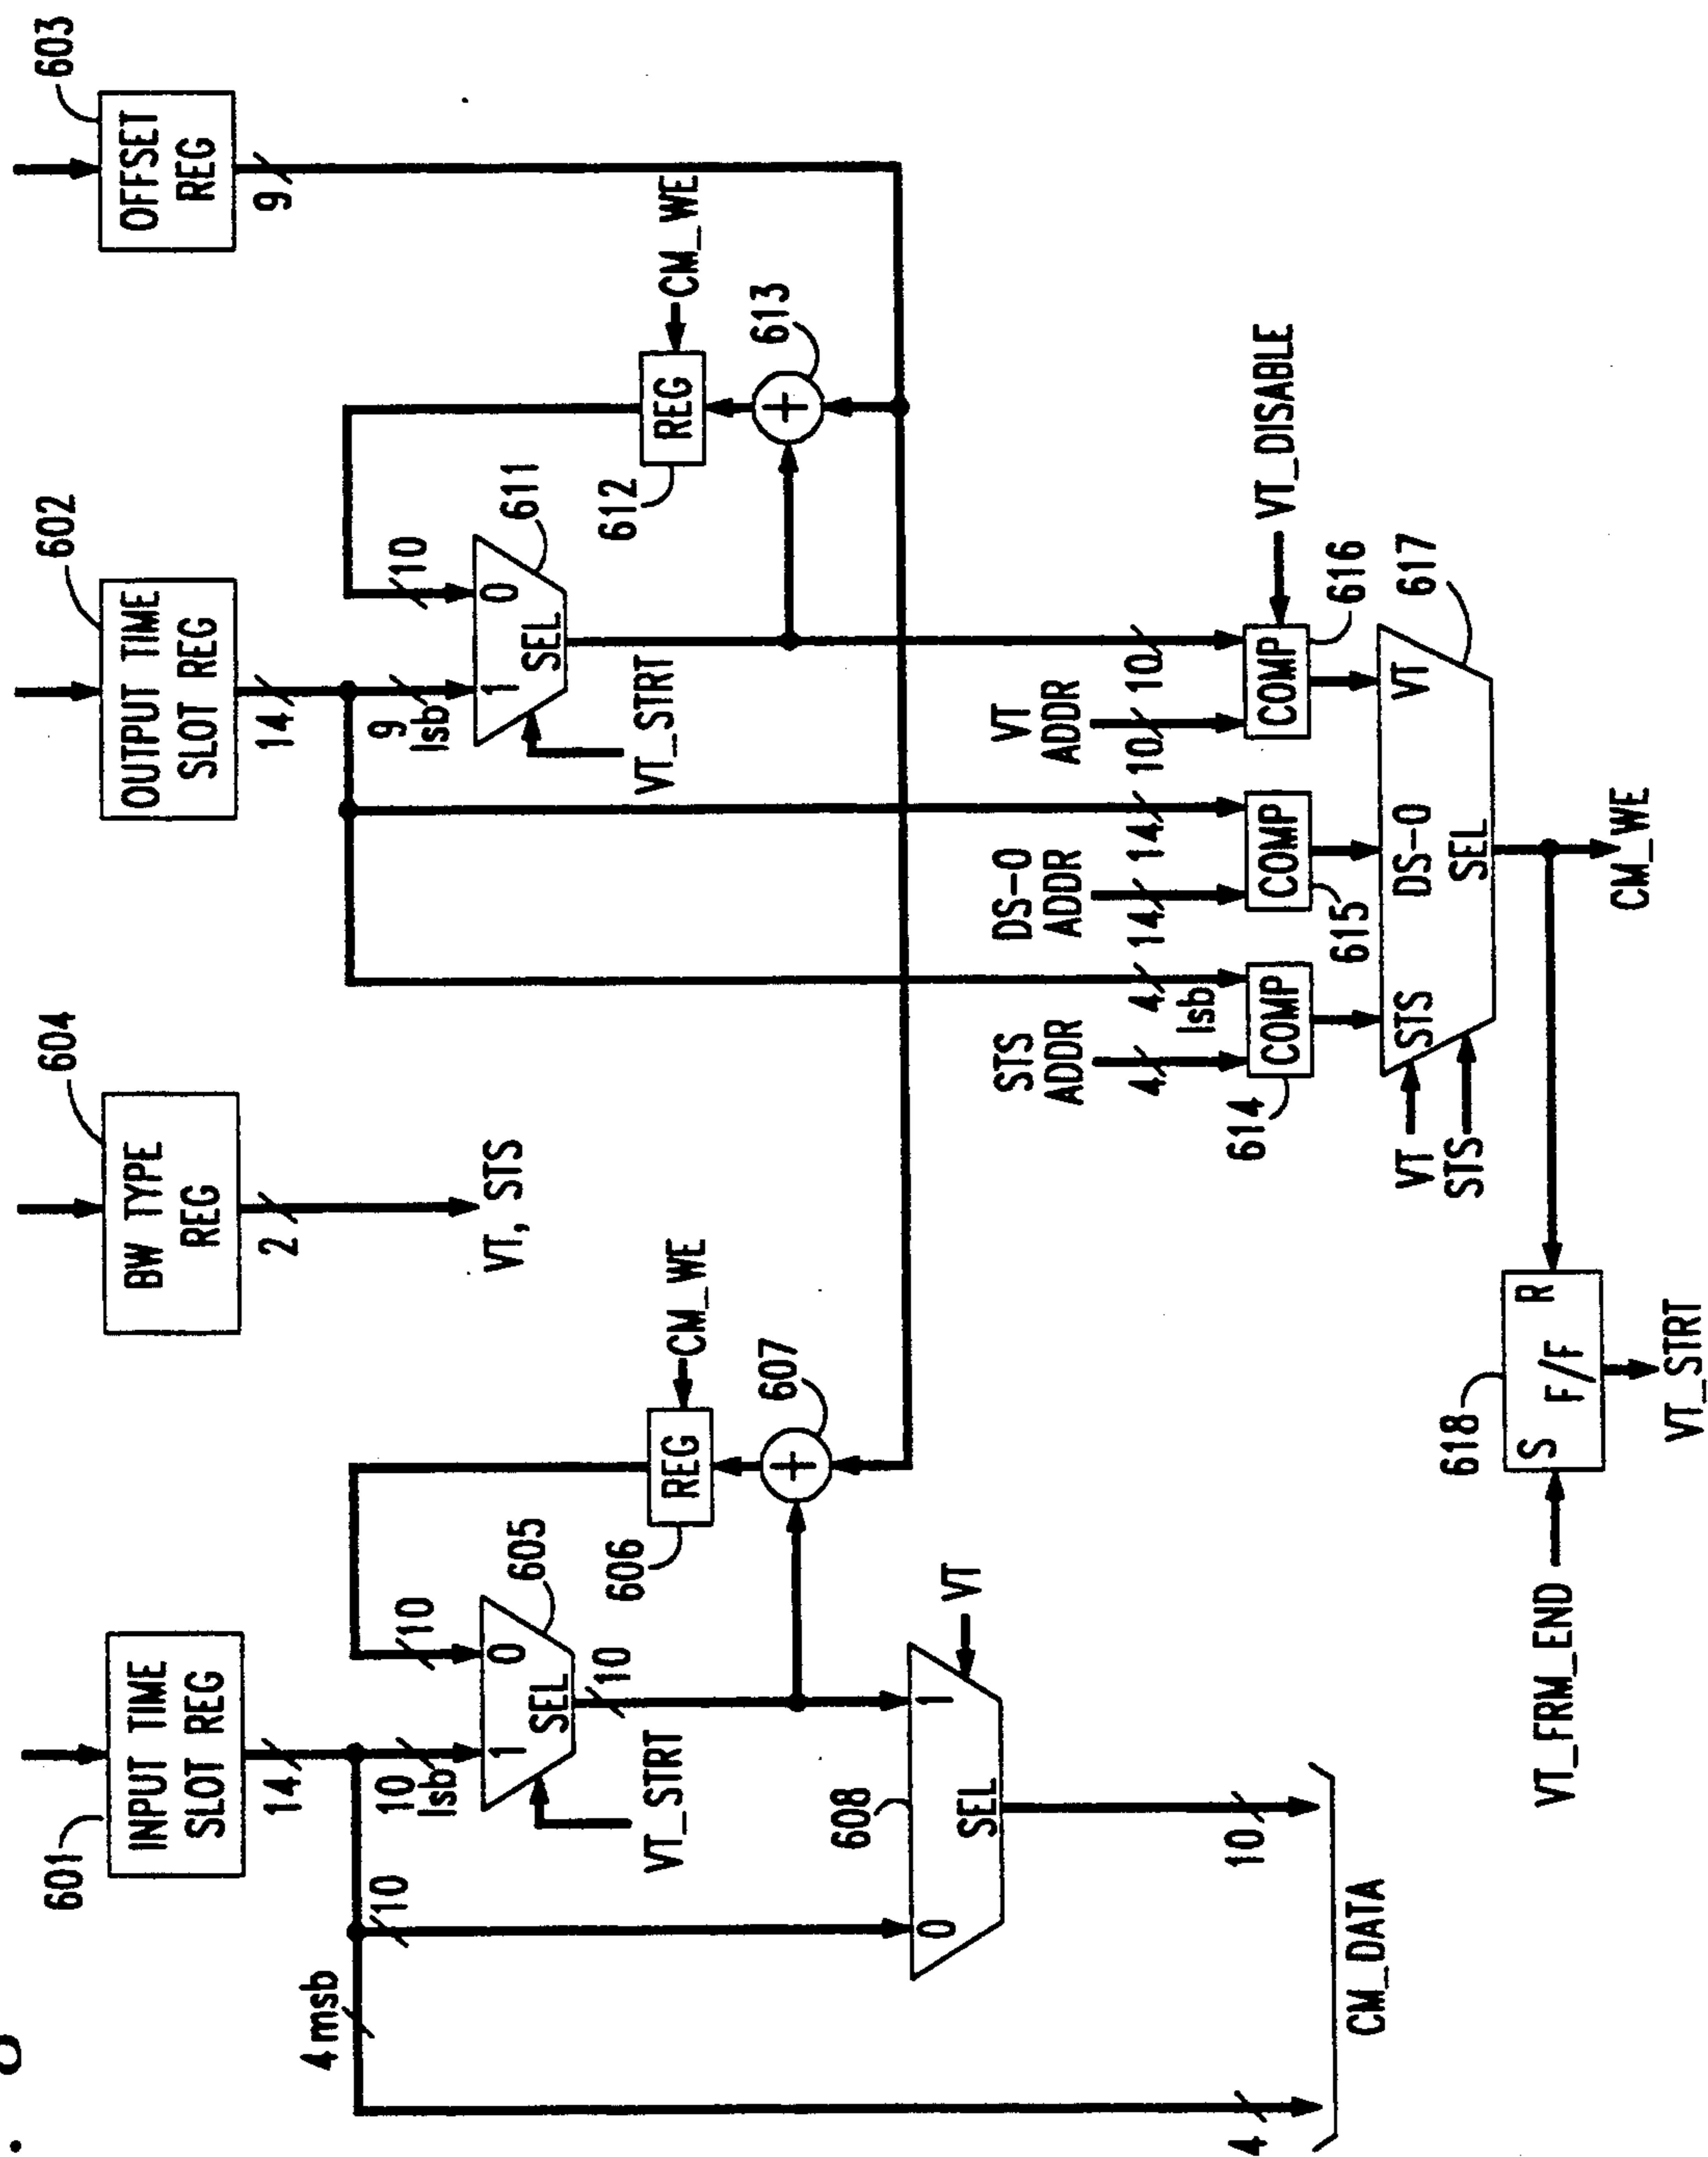 601
INPUT TIME
SLOT REG
14
604
BW TYPE
REG
2
VT, STS
602
OUTPUT TIME
SLOT REG
14
603
OFFSET
REG
9
4 msb
10
10
lsb
10
1
0
SEL
605
VT_STRT
10
606
REG
CM_WE
607
9
lsb
10
1
0
SEL
611
VT_STRT
612
REG
CM_WE
613
608
0
1
SEL
VT
4
10
CM_DATA
STS
ADDR
4
4
lsb
DS-0
ADDR
14
14
VT
ADDR
10
10
614
COMP
615
COMP
COMP
616
VT_DISABLE
VT
STS
STS
DS-0
VT
SEL
617
618
S
R
F/F
VT_FRM_END
VT_STRT
CM_WE